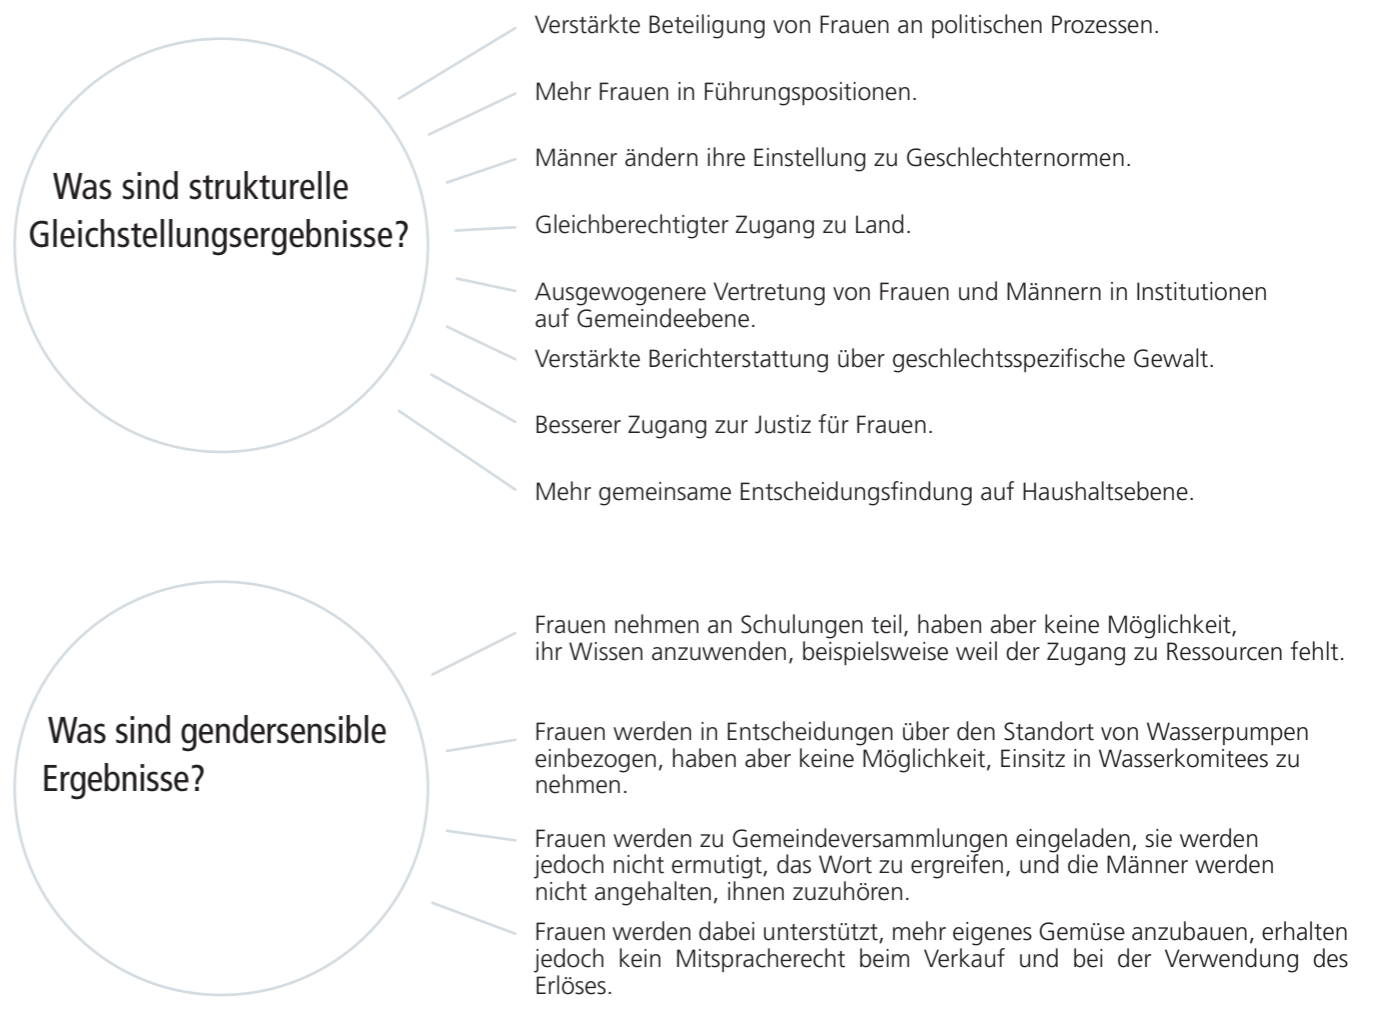 Was sind strukturelle
Gleichstellungsergebnisse?
Verstärkte Beteiligung von Frauen an politischen Prozessen.
Mehr Frauen in Führungspositionen.
Männer ändern ihre Einstellung zu Geschlechternormen.
Gleichberechtigter Zugang zu Land.
Ausgewogenere Vertretung von Frauen und Männern in Institutionen
auf Gemeindeebene.
Verstärkte Berichterstattung über geschlechtsspezifische Gewalt.
Besserer Zugang zur Justiz für Frauen.
Mehr gemeinsame Entscheidungsfindung auf Haushaltsebene.
Was sind gendersensible
Ergebnisse?
Frauen nehmen an Schulungen teil, haben aber keine Möglichkeit,
ihr Wissen anzuwenden, beispielsweise weil der Zugang zu Ressourcen fehlt.
Frauen werden in Entscheidungen über den Standort von Wasserpumpen
einbezogen, haben aber keine Möglichkeit, Einsitz in Wasserkomitees zu
nehmen.
Frauen werden zu Gemeindeversammlungen eingeladen, sie werden
jedoch nicht ermutigt, das Wort zu ergreifen, und die Männer werden
nicht angehalten, ihnen zuzuhören.
Frauen werden dabei unterstützt, mehr eigenes Gemüse anzubauen, erhalten
jedoch kein Mitspracherecht beim Verkauf und bei der Verwendung des
Erlöses.